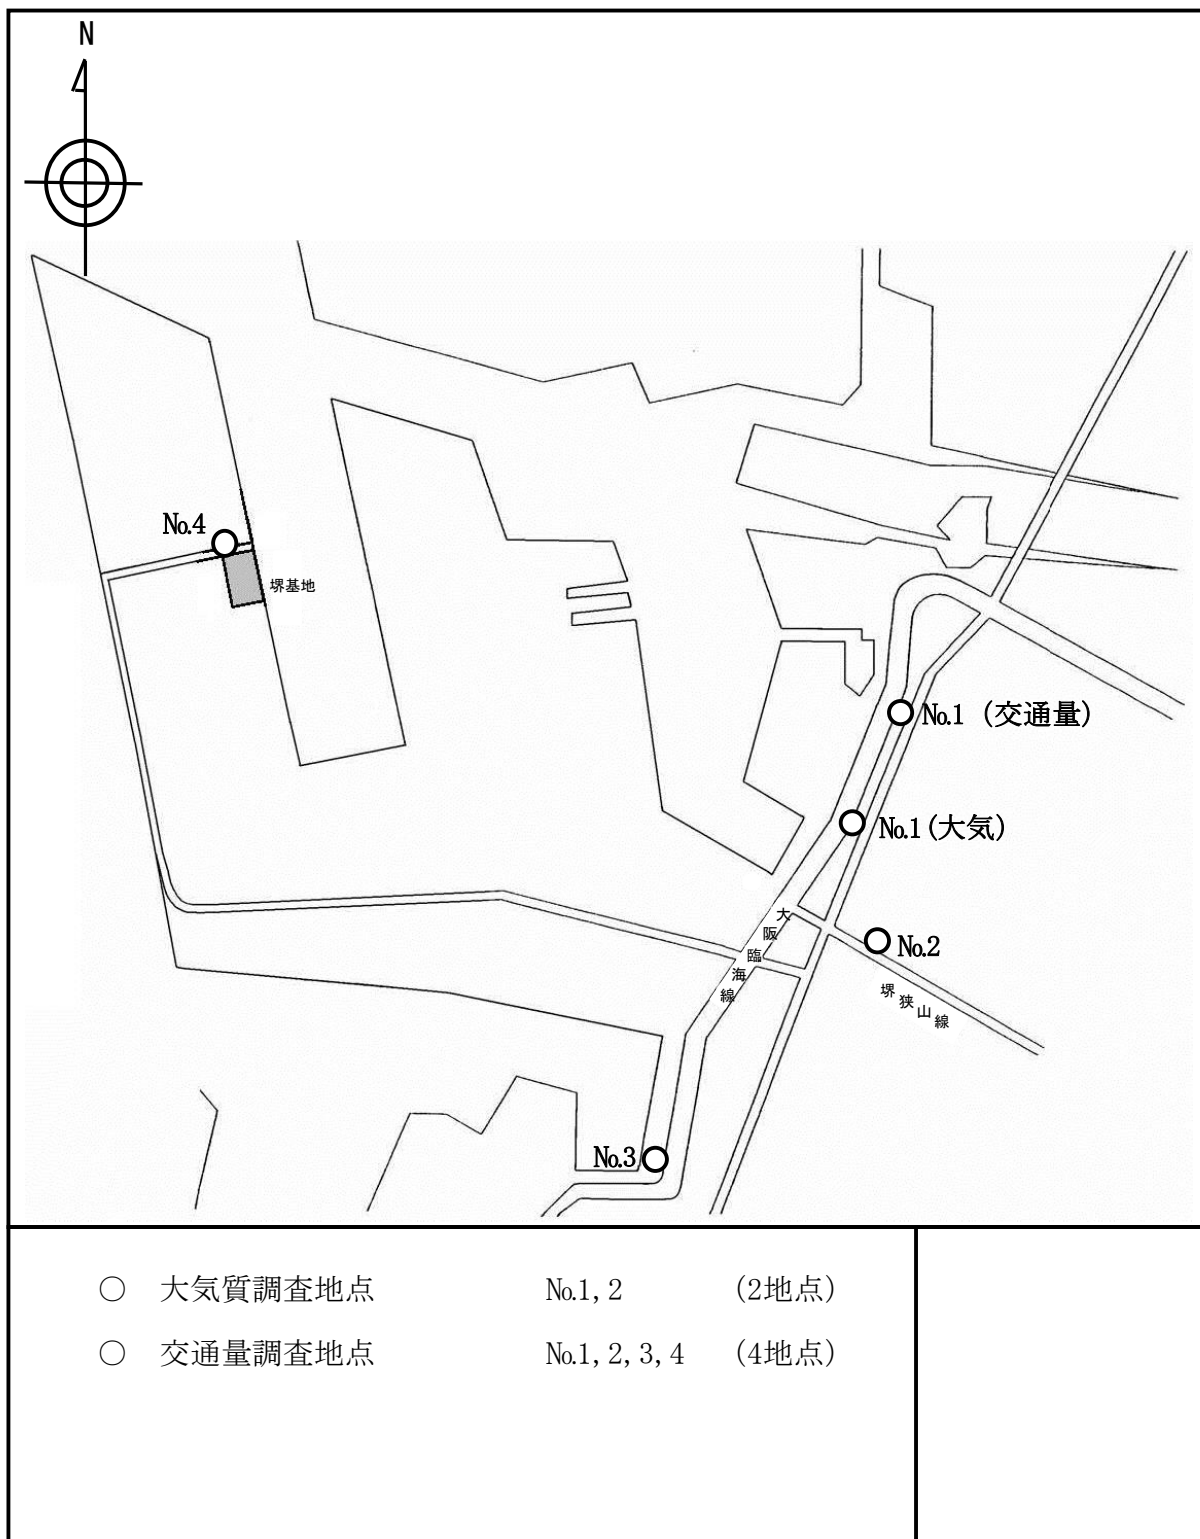 N
No.4
堺基地
No.1 (交通量)
No.1(大気)
大阪臨海線
No.2
堺狭山線
No.3
○ 大気質調査地点 No.1,2 (2地点)
○ 交通量調査地点 No.1,2,3,4 (4地点)